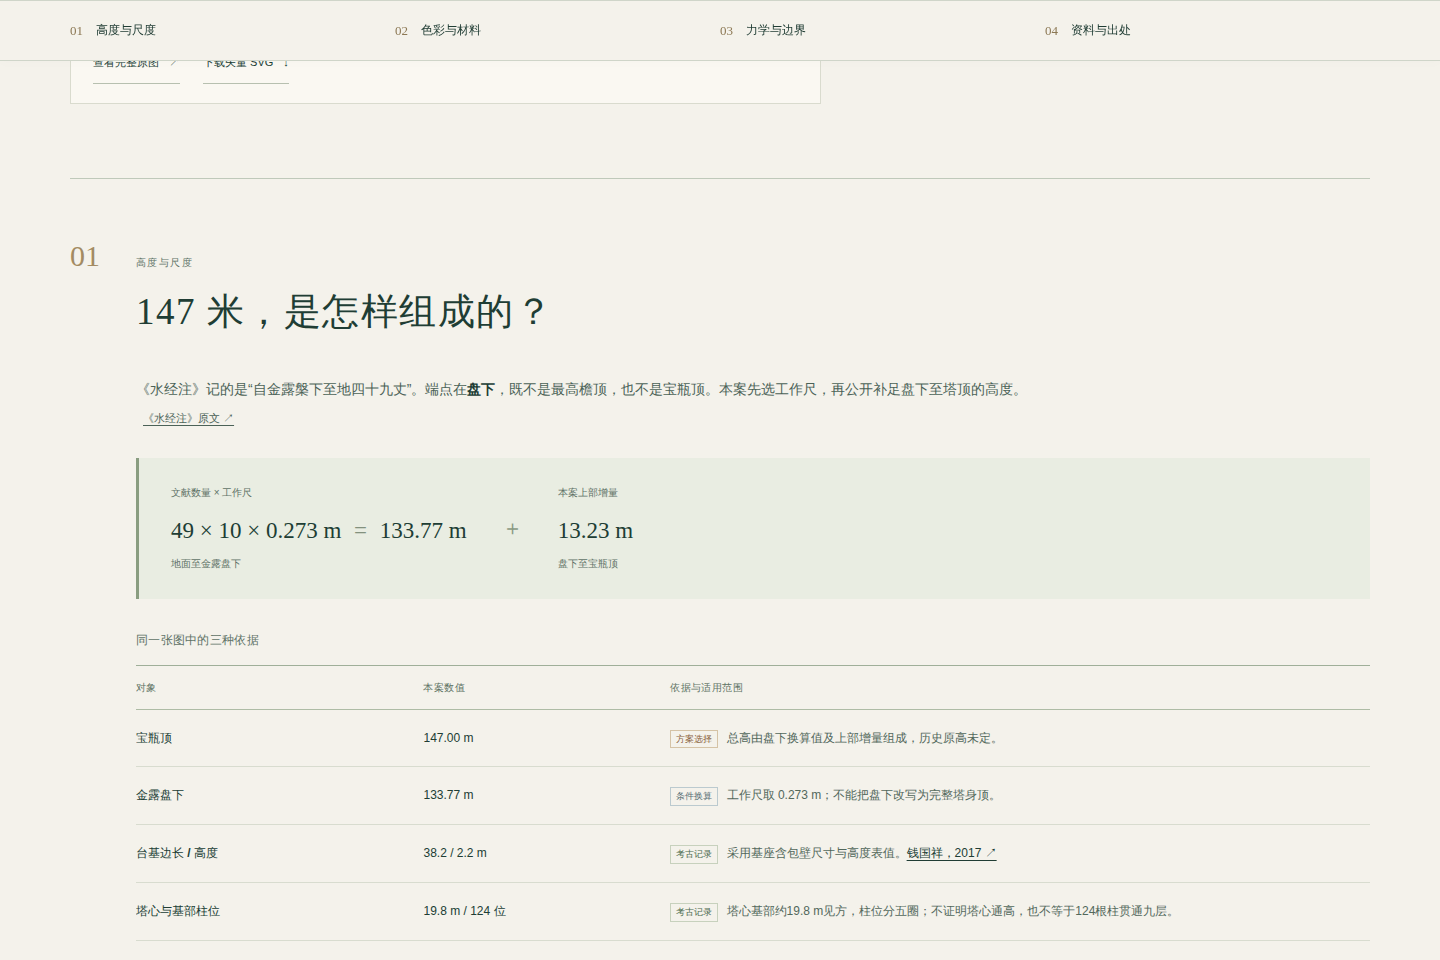 01 高度与尺度
02 色彩与材料
03 力学与边界
04 资料与出处
查看完整原图 ↗
下载矢量 SVG ↓
01
高度与尺度
147 米，是怎样组成的？
《水经注》记的是“自金露槃下至地四十九丈”。端点在盘下，既不是最高檐顶，也不是宝瓶顶。本案先选工作尺，再公开补足盘下至塔顶的高度。
《水经注》原文 ↗
文献数量 × 工作尺
49 × 10 × 0.273 m = 133.77 m
地面至金露盘下
+
本案上部增量
13.23 m
盘下至宝瓶顶
同一张图中的三种依据
对象 本案数值 依据与适用范围
宝瓶顶 147.00 m 方案选择 总高由盘下换算值及上部增量组成，历史原高未定。
金露盘下 133.77 m 条件换算 工作尺取 0.273 m；不能把盘下改写为完整塔身顶。
台基边长 / 高度 38.2 / 2.2 m 考古记录 采用基座含包壁尺寸与高度表值。钱国祥，2017 ↗
塔心与基部柱位 19.8 m / 124 位 考古记录 塔心基部约19.8 m见方，柱位分五圈；不证明塔心通高，也不等于124根柱贯通九层。